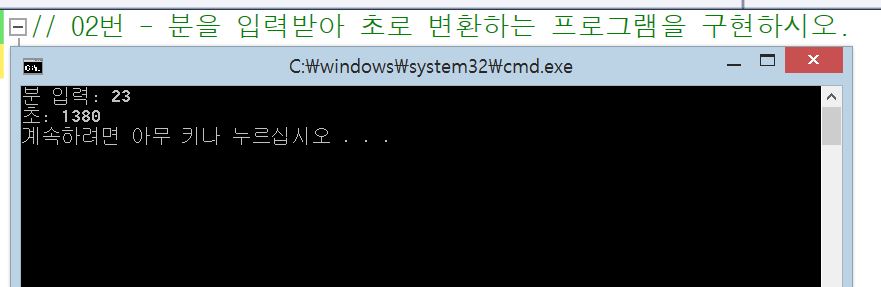 // 02번 - 분을 입력받아 초로 변환하는 프로그램을 구현하시오.
C:\windows\system32\cmd.exe
분 입력: 23
초: 1380
계속하려면 아무 키나 누르십시오 . . .